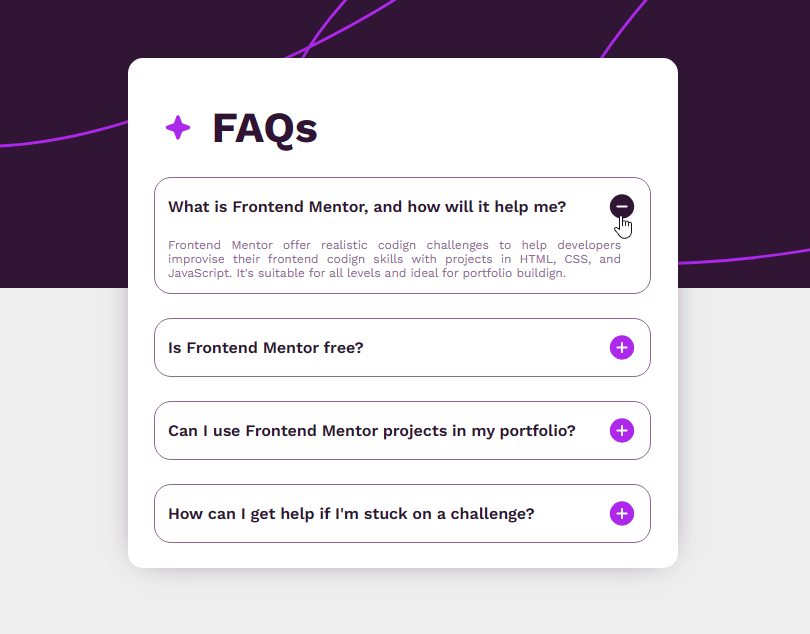 FAQs
What is Frontend Mentor, and how will it help me?
Frontend Mentor offer realistic codign challenges to help developers
improvise their frontend codign skills with projects in HTML, CSS, and
JavaScript. It's suitable for all levels and ideal for portfolio buildign.
Is Frontend Mentor free?
Can I use Frontend Mentor projects in my portfolio?
How can I get help if I'm stuck on a challenge?